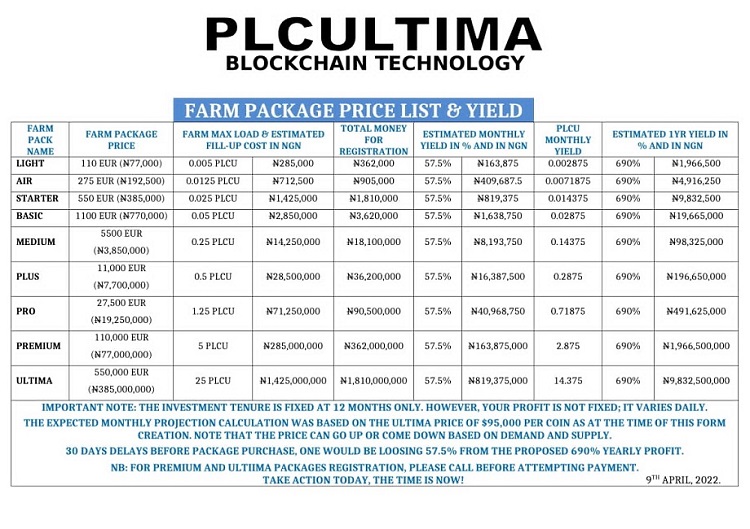 PLCULTIMA
BLOCKCHAIN TECHNOLOGY
FARM PACKAGE PRICE LIST & YIELD
FARM PACK NAME | FARM PACKAGE PRICE | FARM MAX LOAD & ESTIMATED FILL-UP COST IN NGN | TOTAL MONEY FOR REGISTRATION | ESTIMATED MONTHLY YIELD IN % AND IN NGN | PLCU MONTHLY YIELD | ESTIMATED 1YR YIELD IN % AND IN NGN
LIGHT | 110 EUR (₦77,000) | 0.005 PLCU | ₦285,000 | ₦362,000 | 57.5% | ₦163,875 | 0.002875 | 690% | ₦1,966,500
AIR | 275 EUR (₦192,500) | 0.0125 PLCU | ₦712,500 | ₦905,000 | 57.5% | ₦409,687.5 | 0.0071875 | 690% | ₦4,916,250
STARTER | 550 EUR (₦385,000) | 0.025 PLCU | ₦1,425,000 | ₦1,810,000 | 57.5% | ₦819,375 | 0.014375 | 690% | ₦9,832,500
BASIC | 1100 EUR (₦770,000) | 0.05 PLCU | ₦2,850,000 | ₦3,620,000 | 57.5% | ₦1,638,750 | 0.02875 | 690% | ₦19,665,000
MEDIUM | 5500 EUR (₦3,850,000) | 0.25 PLCU | ₦14,250,000 | ₦18,100,000 | 57.5% | ₦8,193,750 | 0.14375 | 690% | ₦98,325,000
PLUS | 11,000 EUR (₦7,700,000) | 0.5 PLCU | ₦28,500,000 | ₦36,200,000 | 57.5% | ₦16,387,500 | 0.2875 | 690% | ₦196,650,000
PRO | 27,500 EUR (₦19,250,000) | 1.25 PLCU | ₦71,250,000 | ₦90,500,000 | 57.5% | ₦40,968,750 | 0.71875 | 690% | ₦491,625,000
PREMIUM | 110,000 EUR (₦77,000,000) | 5 PLCU | ₦285,000,000 | ₦362,000,000 | 57.5% | ₦163,875,000 | 2.875 | 690% | ₦1,966,500,000
ULTIMA | 550,000 EUR (₦385,000,000) | 25 PLCU | ₦1,425,000,000 | ₦1,810,000,000 | 57.5% | ₦819,375,000 | 14.375 | 690% | ₦9,832,500,000
IMPORTANT NOTE: THE INVESTMENT TENURE IS FIXED AT 12 MONTHS ONLY. HOWEVER, YOUR PROFIT IS NOT FIXED; IT VARIES DAILY.
THE EXPECTED MONTHLY PROJECTION CALCULATION WAS BASED ON THE ULTIMA PRICE OF $95,000 PER COIN AS AT THE TIME OF THIS FORM
CREATION. NOTE THAT THE PRICE CAN GO UP OR COME DOWN BASED ON DEMAND AND SUPPLY.
30 DAYS DELAYS BEFORE PACKAGE PURCHASE, ONE WOULD BE LOOSING 57.5% FROM THE PROPOSED 690% YEARLY PROFIT.
NB: FOR PREMIUM AND ULTIIMA PACKAGES REGISTRATION, PLEASE CALL BEFORE ATTEMPTING PAYMENT.
TAKE ACTION TODAY, THE TIME IS NOW!
9TH APRIL, 2022.